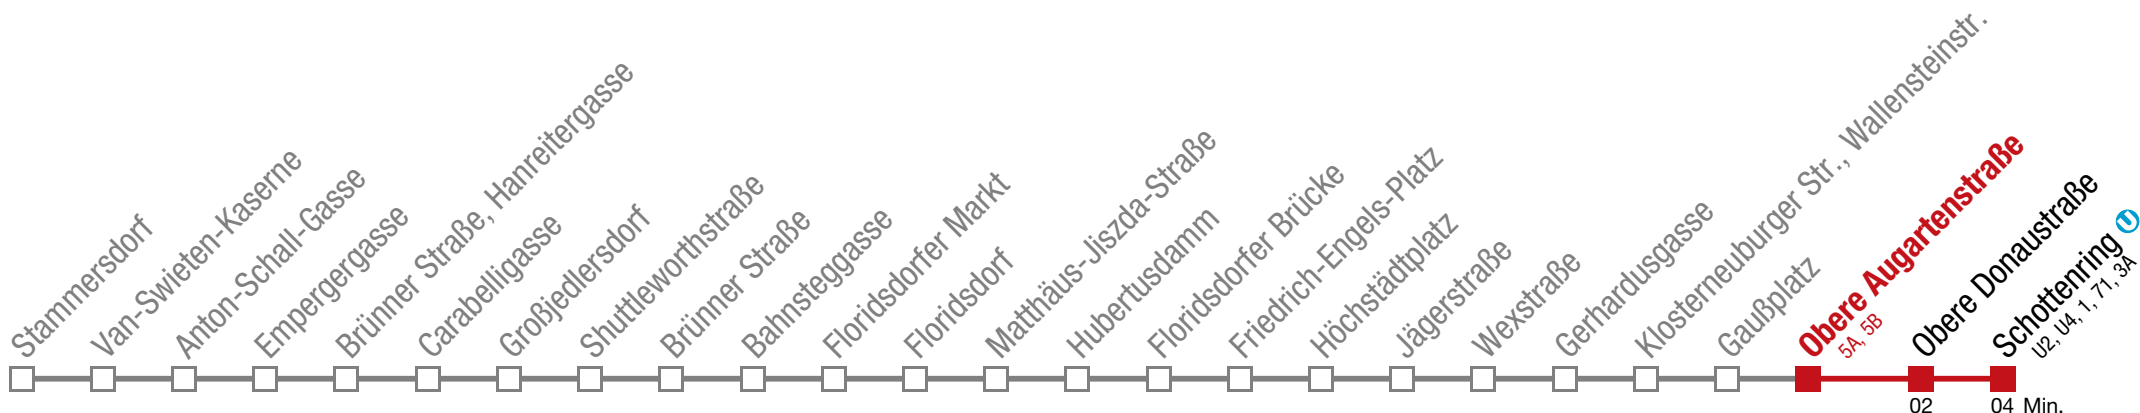 Stammersdorf
Van-Swieten-Kaserne
Anton-Schall-Gasse
Empergergasse
Brünner Straße, Hanreitergasse
Carabelligasse
Großjedlersdorf
Shuttleworthstraße
Brünner Straße
Bahnsteggasse
Floridsdorfer Markt
Floridsdorf
Matthäus-Jiszda-Straße
Hubertusdamm
Floridsdorfer Brücke
Friedrich-Engels-Platz
Höchstädtplatz
Jägerstraße
Wexstraße
Gerhardusgasse
Klosterneuburger Str., Wallensteinstr.
Gaußplatz
Obere Augartenstraße
5A, 5B
Obere Donaustraße
Schottenring U
U2, U4, 1, 71, 3A
02
04 Min.